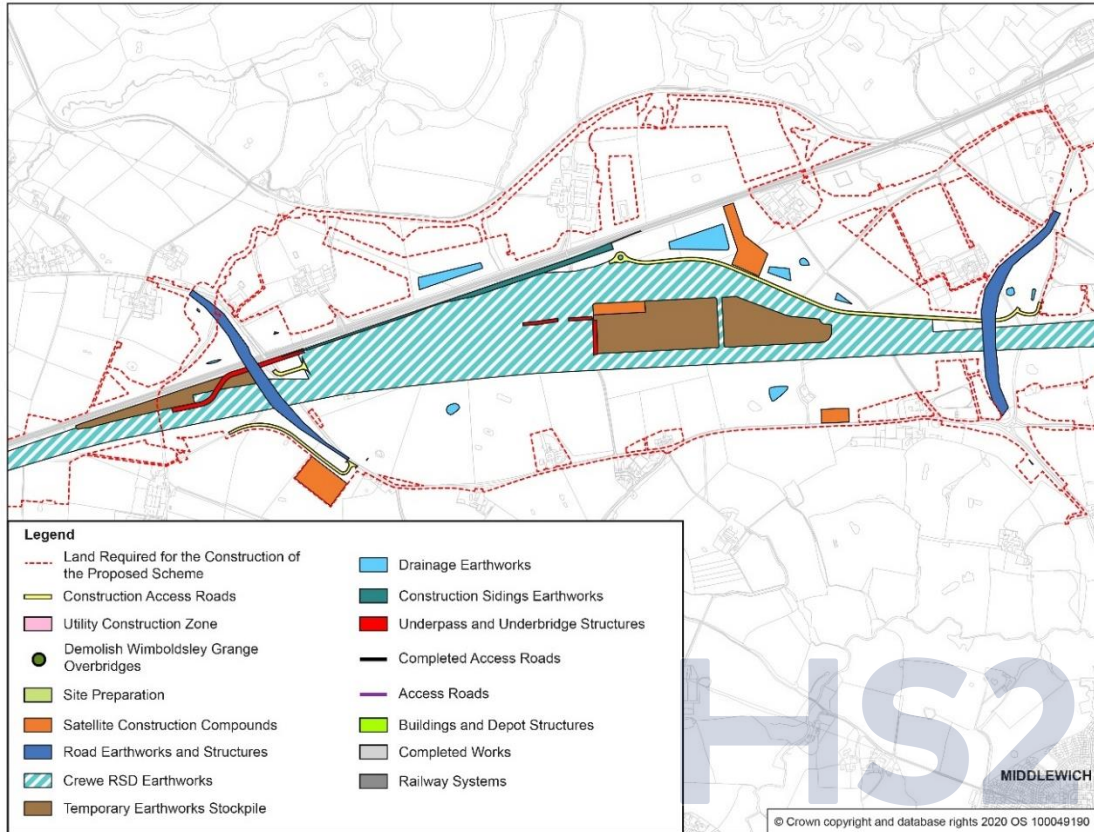 Legend
Land Required for the Construction of
the Proposed Scheme
Construction Access Roads
Utility Construction Zone
Demolish Wimboldsley Grange
Overbridges
Site Preparation
Satellite Construction Compounds
Road Earthworks and Structures
Crewe RSD Earthworks
Temporary Earthworks Stockpile
Drainage Earthworks
Construction Sidings Earthworks
Underpass and Underbridge Structures
Completed Access Roads
Access Roads
Buildings and Depot Structures
Completed Works
Railway Systems
HS2
MIDDLEWICH
© Crown copyright and database rights 2020 OS 100049190